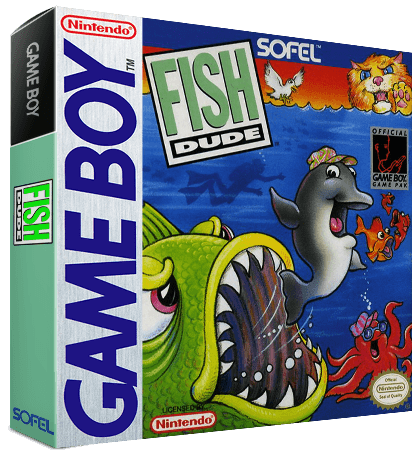 GAME BOY
FISH
DUDE
SOFEL
Nintendo
GAME BOY™
SOFEL™
FISH
DUDE
OFFICIAL
GAME BOY
GAME PAK
LICENSED BY
Nintendo
Official
Nintendo
Seal of Quality